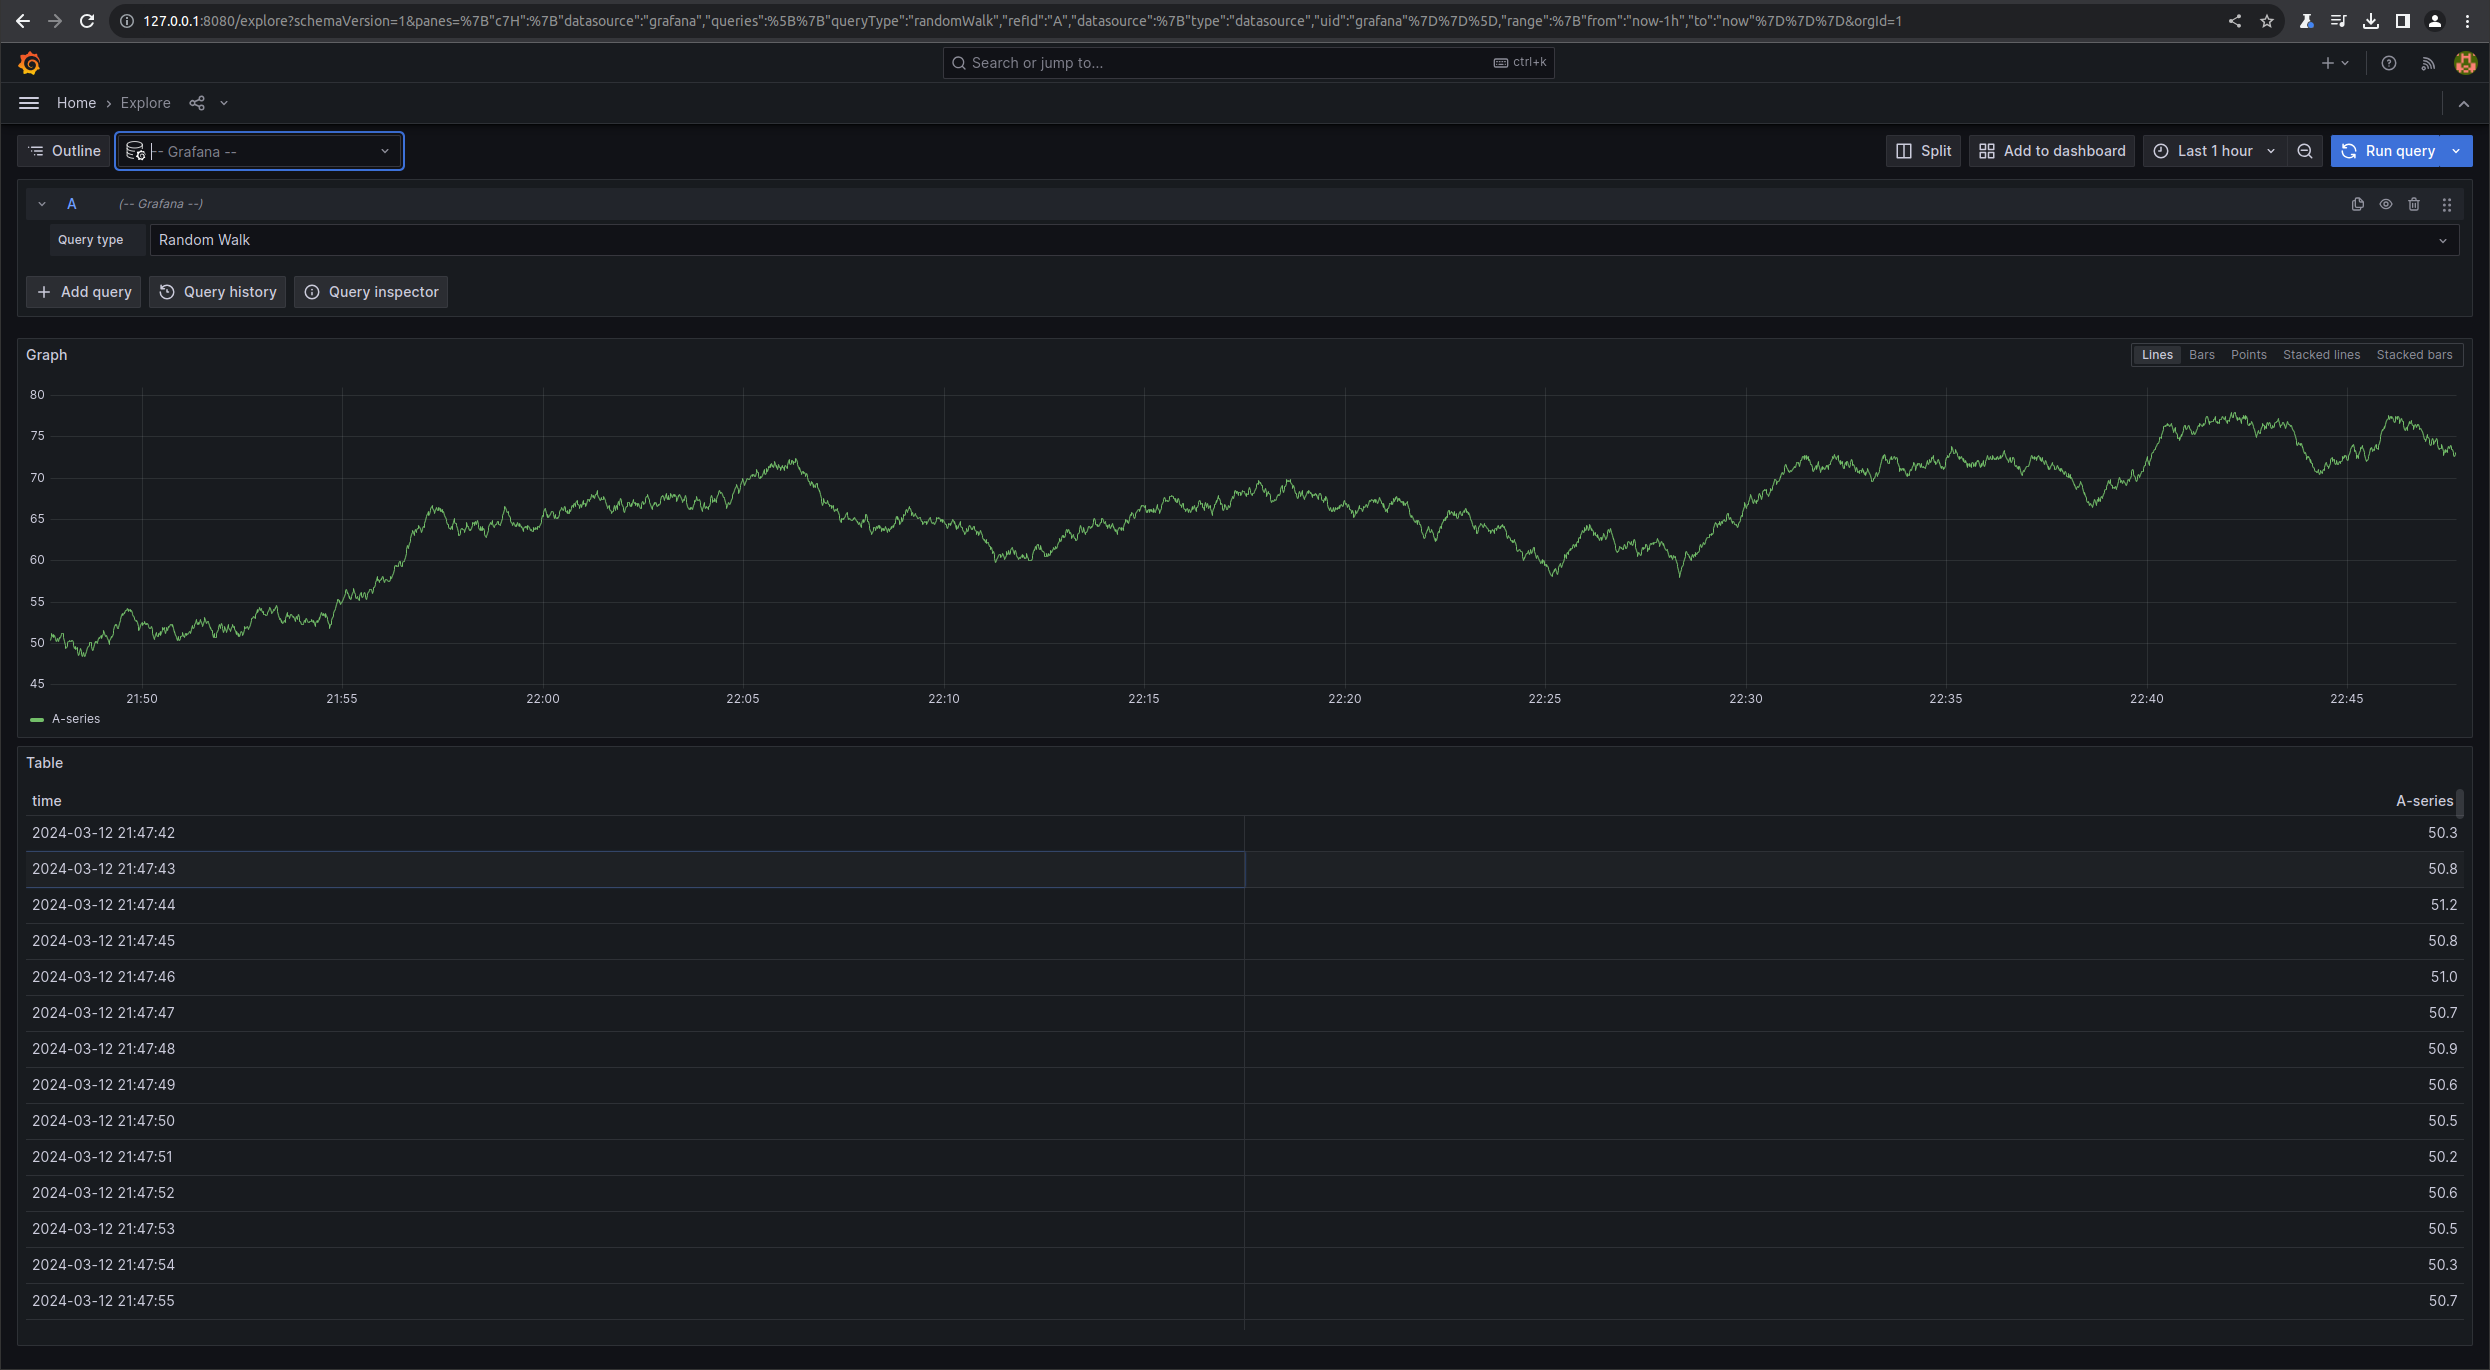 127.0.0.1:8080/explore?schemaVersion=1&panes=%7B"c7H":%7B"datasource":"grafana","queries":%5B%7B"queryType":"randomWalk","refId":"A","datasource":%7B"type":"datasource","uid":"grafana"%7D%7D%5D,"range":%7B"from":"now-1h","to":"now"%7D%7D%7D&orgId=1
Search or jump to... ctrl+k
Home › Explore
Outline -- Grafana -- Split Add to dashboard Last 1 hour Run query
A (-- Grafana --)
Query type Random Walk
Add query Query history Query inspector
Graph Lines Bars Points Stacked lines Stacked bars
80
75
70
65
60
55
50
45
21:50 21:55 22:00 22:05 22:10 22:15 22:20 22:25 22:30 22:35 22:40 22:45
A-series
Table
time A-series
2024-03-12 21:47:42 50.3
2024-03-12 21:47:43 50.8
2024-03-12 21:47:44 51.2
2024-03-12 21:47:45 50.8
2024-03-12 21:47:46 51.0
2024-03-12 21:47:47 50.7
2024-03-12 21:47:48 50.9
2024-03-12 21:47:49 50.6
2024-03-12 21:47:50 50.5
2024-03-12 21:47:51 50.2
2024-03-12 21:47:52 50.6
2024-03-12 21:47:53 50.5
2024-03-12 21:47:54 50.3
2024-03-12 21:47:55 50.7